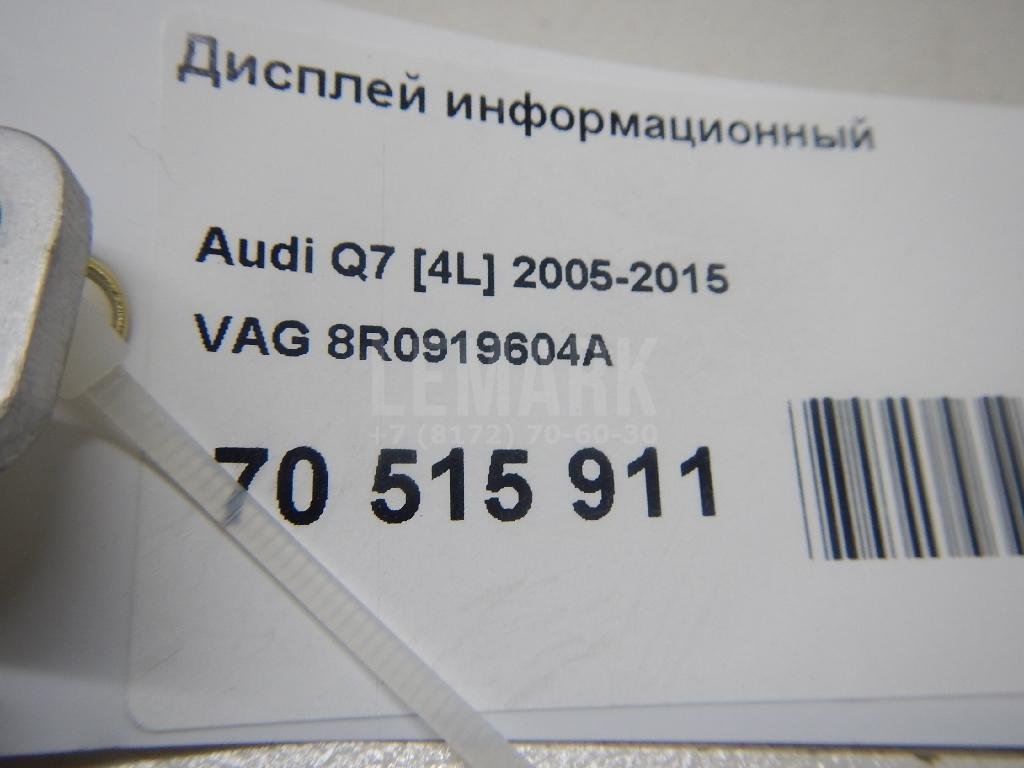 Дисплей информационный
Audi Q7 [4L] 2005-2015
VAG 8R0919604A
LEMARK
+7 (8172) 70-60-30
70 515 911